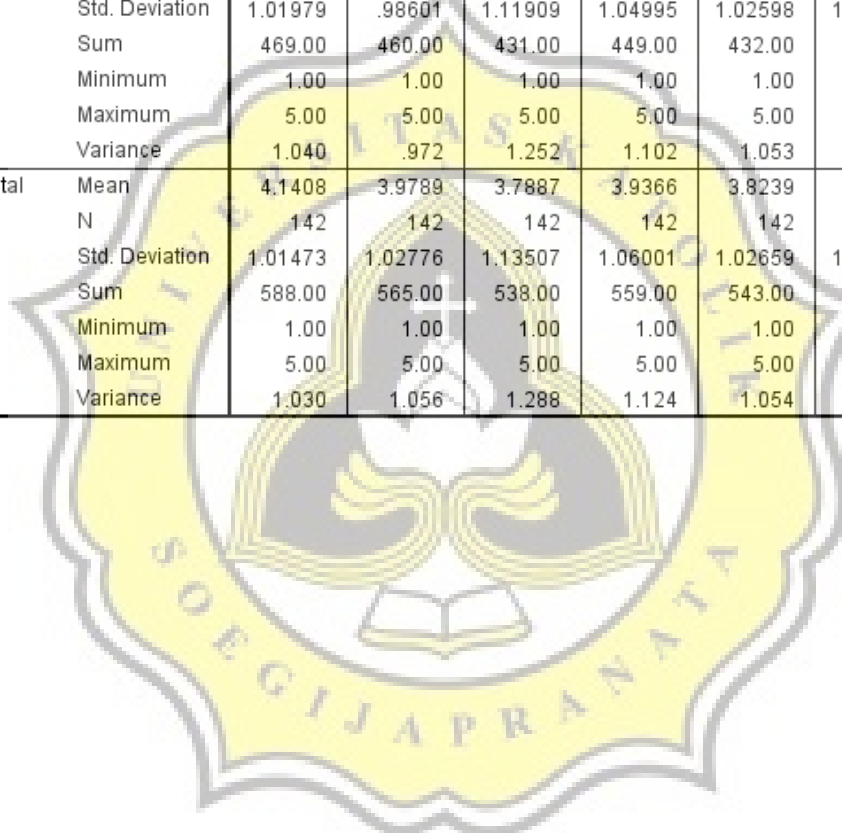 Std. Deviation 1.01979 .98601 1.11909 1.04995 1.02598 1
Sum 469.00 460.00 431.00 449.00 432.00
Minimum 1.00 1.00 1.00 1.00 1.00
Maximum 5.00 5.00 5.00 5.00 5.00
Variance 1.040 .972 1.252 1.102 1.053
tal Mean 4.1408 3.9789 3.7887 3.9366 3.8239
N 142 142 142 142 142
Std. Deviation 1.01473 1.02776 1.13507 1.06001 1.02659 1
Sum 588.00 565.00 538.00 559.00 543.00
Minimum 1.00 1.00 1.00 1.00 1.00
Maximum 5.00 5.00 5.00 5.00 5.00
Variance 1.030 1.056 1.288 1.124 1.054
UNIVERSITAS KATOLIK
SOEGIJAPRANATA